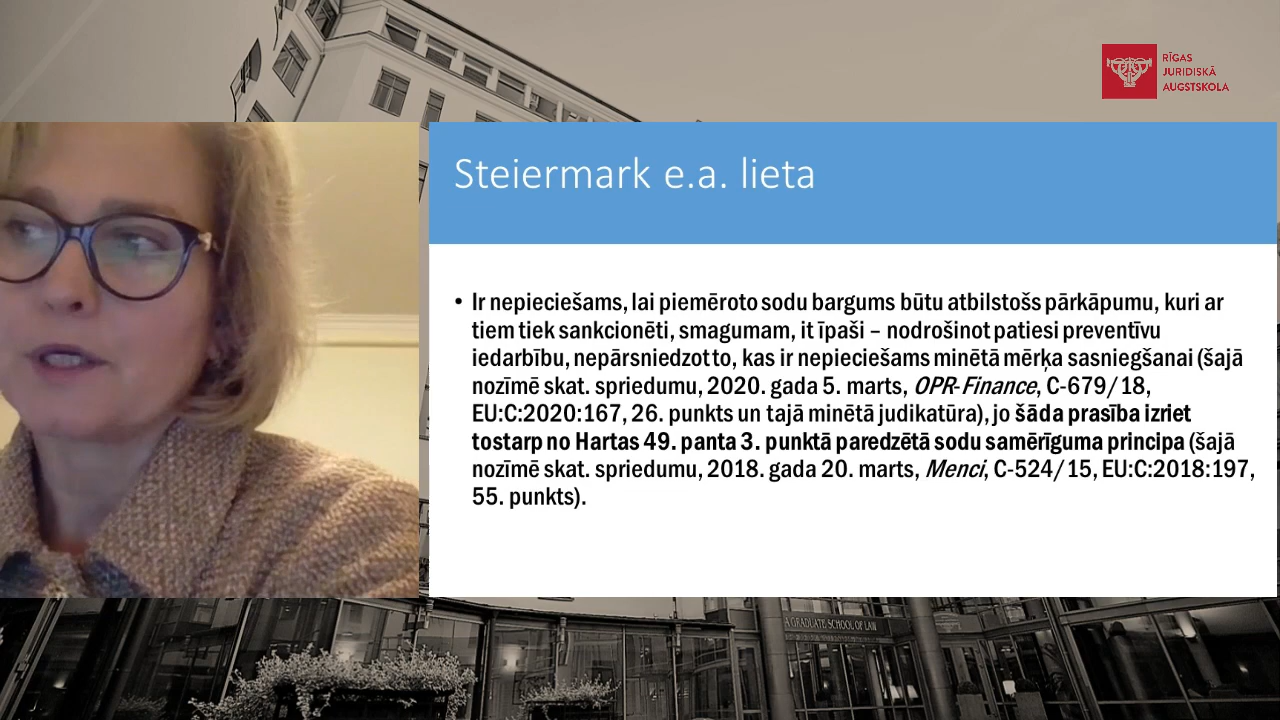 RĪGAS
JURIDISKĀ
AUGSTSKOLA
Steiermark e.a. lieta
• Ir nepieciešams, lai piemēroto sodu bargums būtu atbilstošs pārkāpumu, kuri ar
tiem tiek sankcionēti, smagumam, it īpaši – nodrošinot patiesi preventīvu
iedarbību, nepārsniedzot to, kas ir nepieciešams minētā mērķa sasniegšanai (šajā
nozīmē skat. spriedumu, 2020. gada 5. marts, OPR-Finance, C-679/18,
EU:C:2020:167, 26. punkts un tajā minētā judikatūra), jo šāda prasība izriet
tostarp no Hartas 49. panta 3. punktā paredzētā sodu samērīguma principa (šajā
nozīmē skat. spriedumu, 2018. gada 20. marts, Menci, C-524/15, EU:C:2018:197,
55. punkts).
A GRADUATE SCHOOL OF LAW